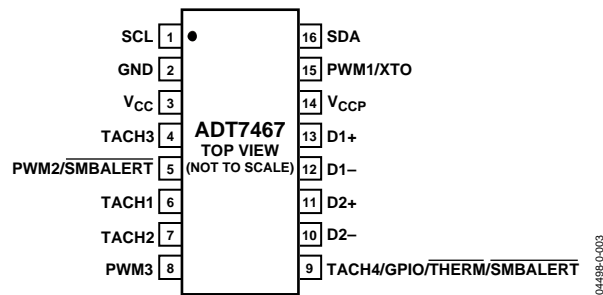 SCL 1
GND 2
VCC 3
TACH3 4
PWM2/SMBALERT 5
TACH1 6
TACH2 7
PWM3 8
ADT7467
TOP VIEW
(NOT TO SCALE)
16 SDA
15 PWM1/XTO
14 VCCP
13 D1+
12 D1–
11 D2+
10 D2–
9 TACH4/GPIO/THERM/SMBALERT
04498-0-003